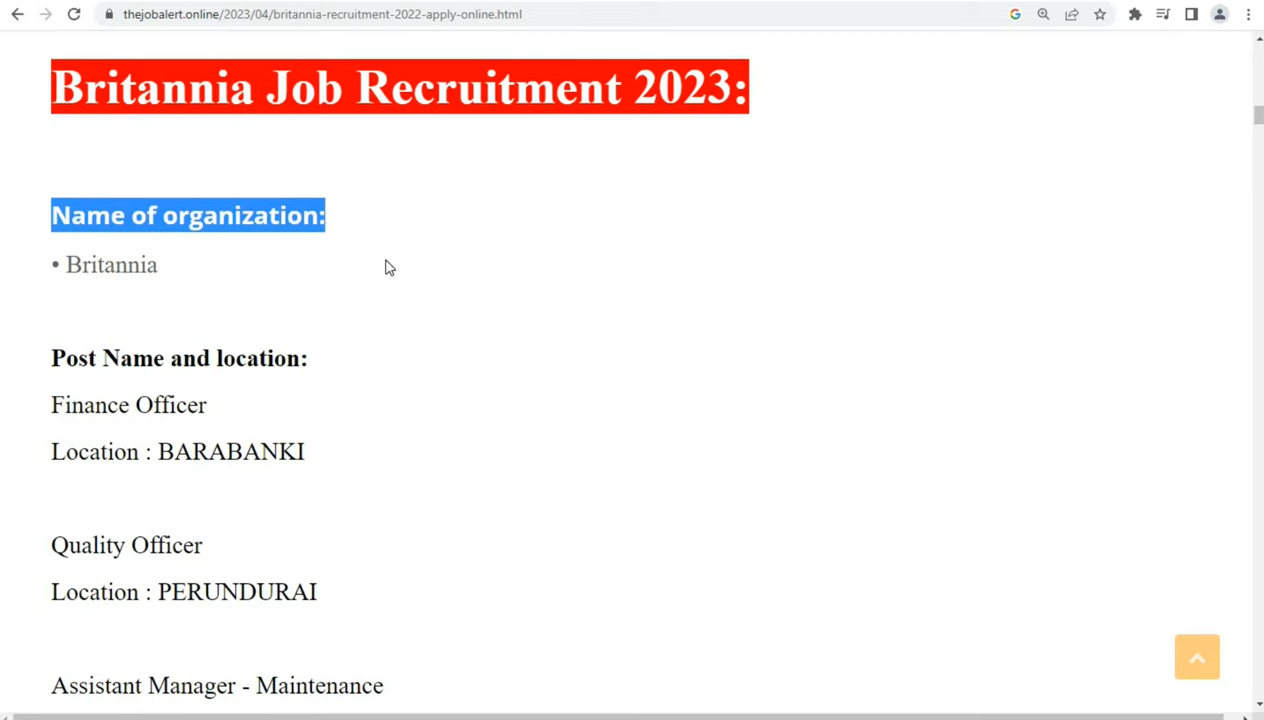 thejobalert.online/2023/04/britannia-recruitment-2022-apply-online.html
Britannia Job Recruitment 2023:
Name of organization:
• Britannia
Post Name and location:
Finance Officer
Location : BARABANKI
Quality Officer
Location : PERUNDURAI
Assistant Manager - Maintenance